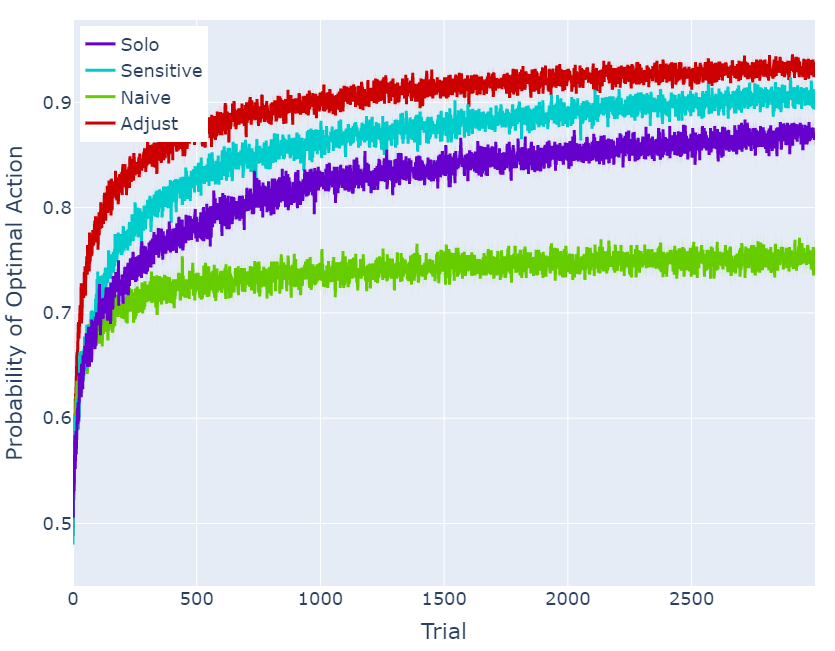 Solo
Sensitive
Naive
Adjust
Probability of Optimal Action
0.9
0.8
0.7
0.6
0.5
0
500
1000
1500
2000
2500
Trial